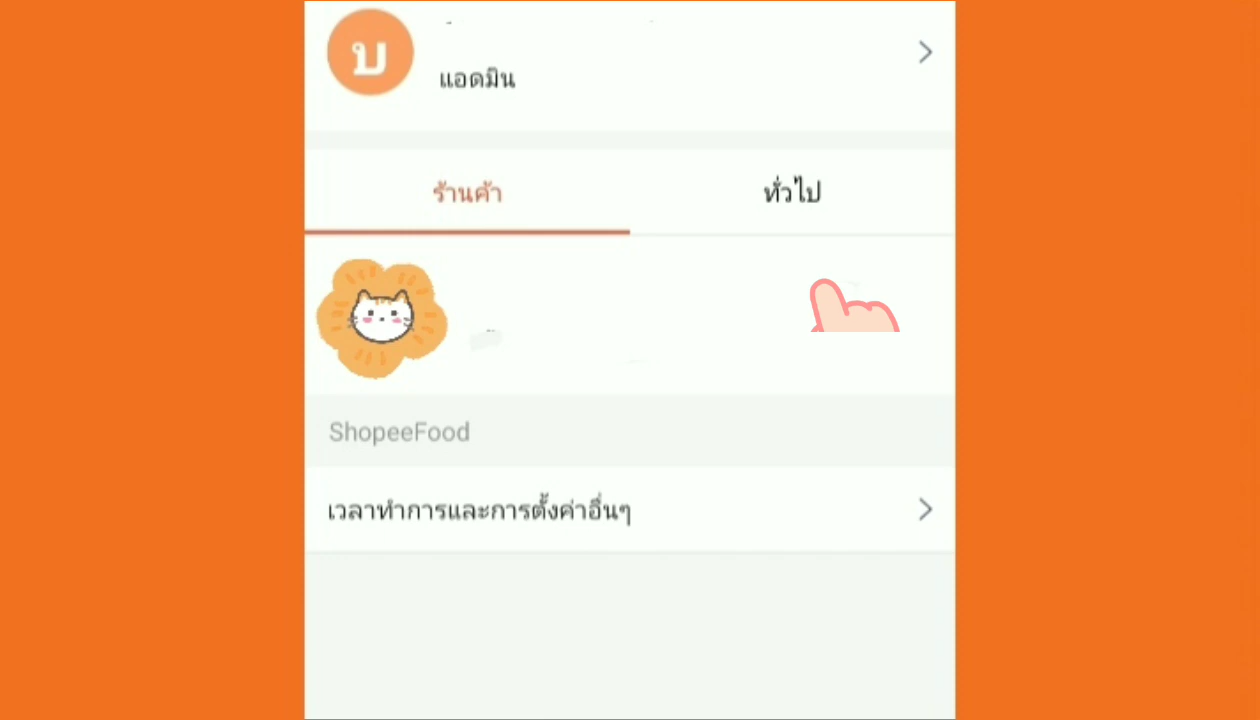 บ
แอดมิน
ร้านค้า
ทั่วไป
ShopeeFood
เวลาทำการและการตั้งค่าอื่นๆ